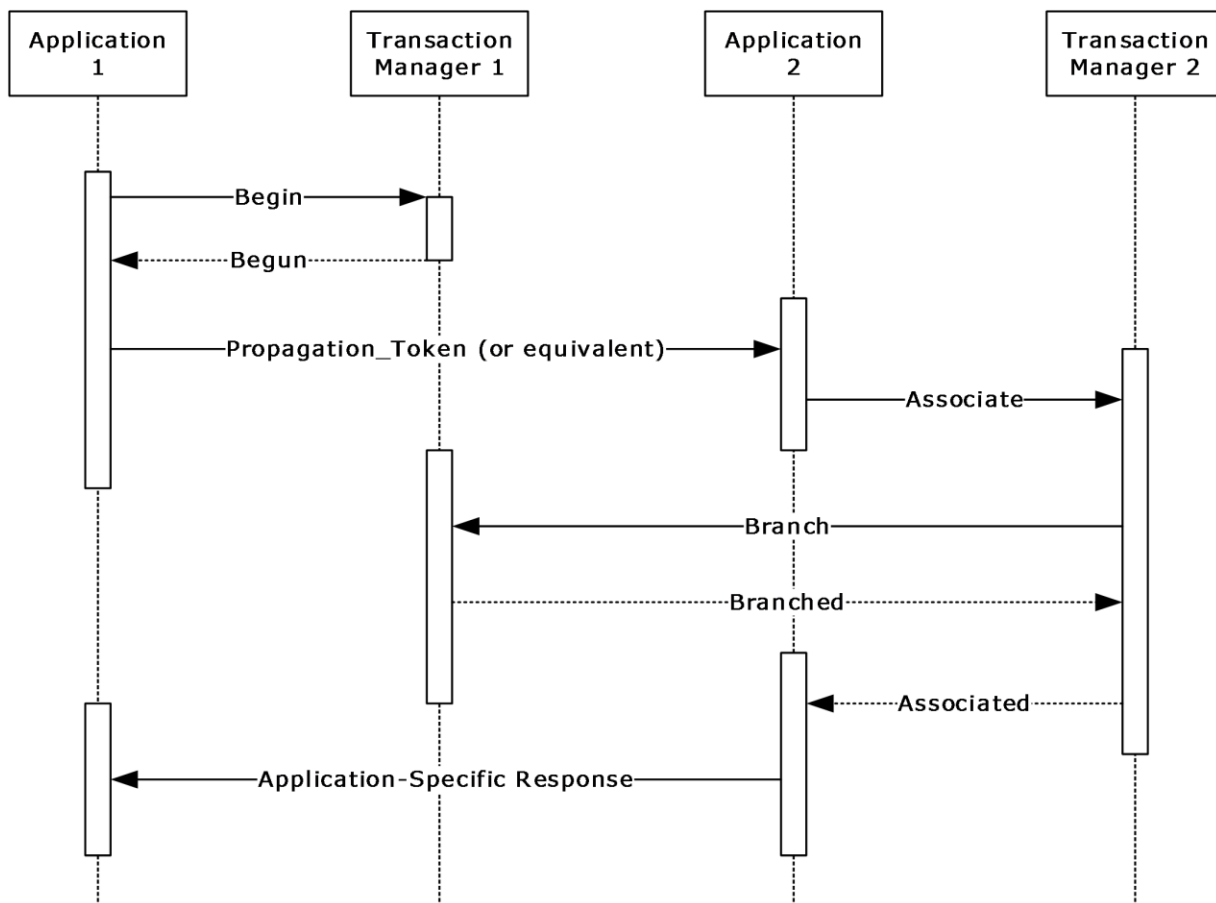 Application
1
Transaction
Manager 1
Application
2
Transaction
Manager 2
Begin
Begun
Propagation_Token (or equivalent)
Associate
Branch
Branched
Associated
Application-Specific Response